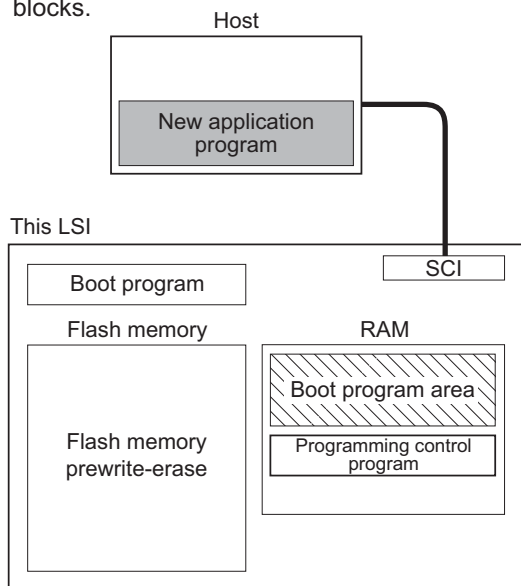 blocks.
Host
New application
program
This LSI
SCI
Boot program
Flash memory
RAM
Boot program area
Flash memory
prewrite-erase
Programming control
program